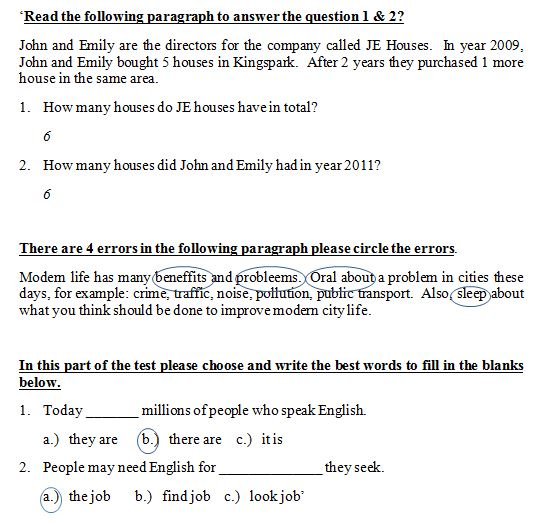 ‘Read the following paragraph to answer the question 1 & 2?
John and Emily are the directors for the company called JE Houses. In year 2009,
John and Emily bought 5 houses in Kingspark. After 2 years they purchased 1 more
house in the same area.
1. How many houses do JE houses have in total?
6
2. How many houses did John and Emily had in year 2011?
6
There are 4 errors in the following paragraph please circle the errors.
Modern life has many beneffits and probleems. Oral about a problem in cities these
days, for example: crime, traffic, noise, pollution, public transport. Also, sleep about
what you think should be done to improve modern city life.
In this part of the test please choose and write the best words to fill in the blanks
below.
1. Today _______ millions of people who speak English.
a.) they are b.) there are c.) it is
2. People may need English for ______________ they seek.
a.) the job b.) find job c.) look job’